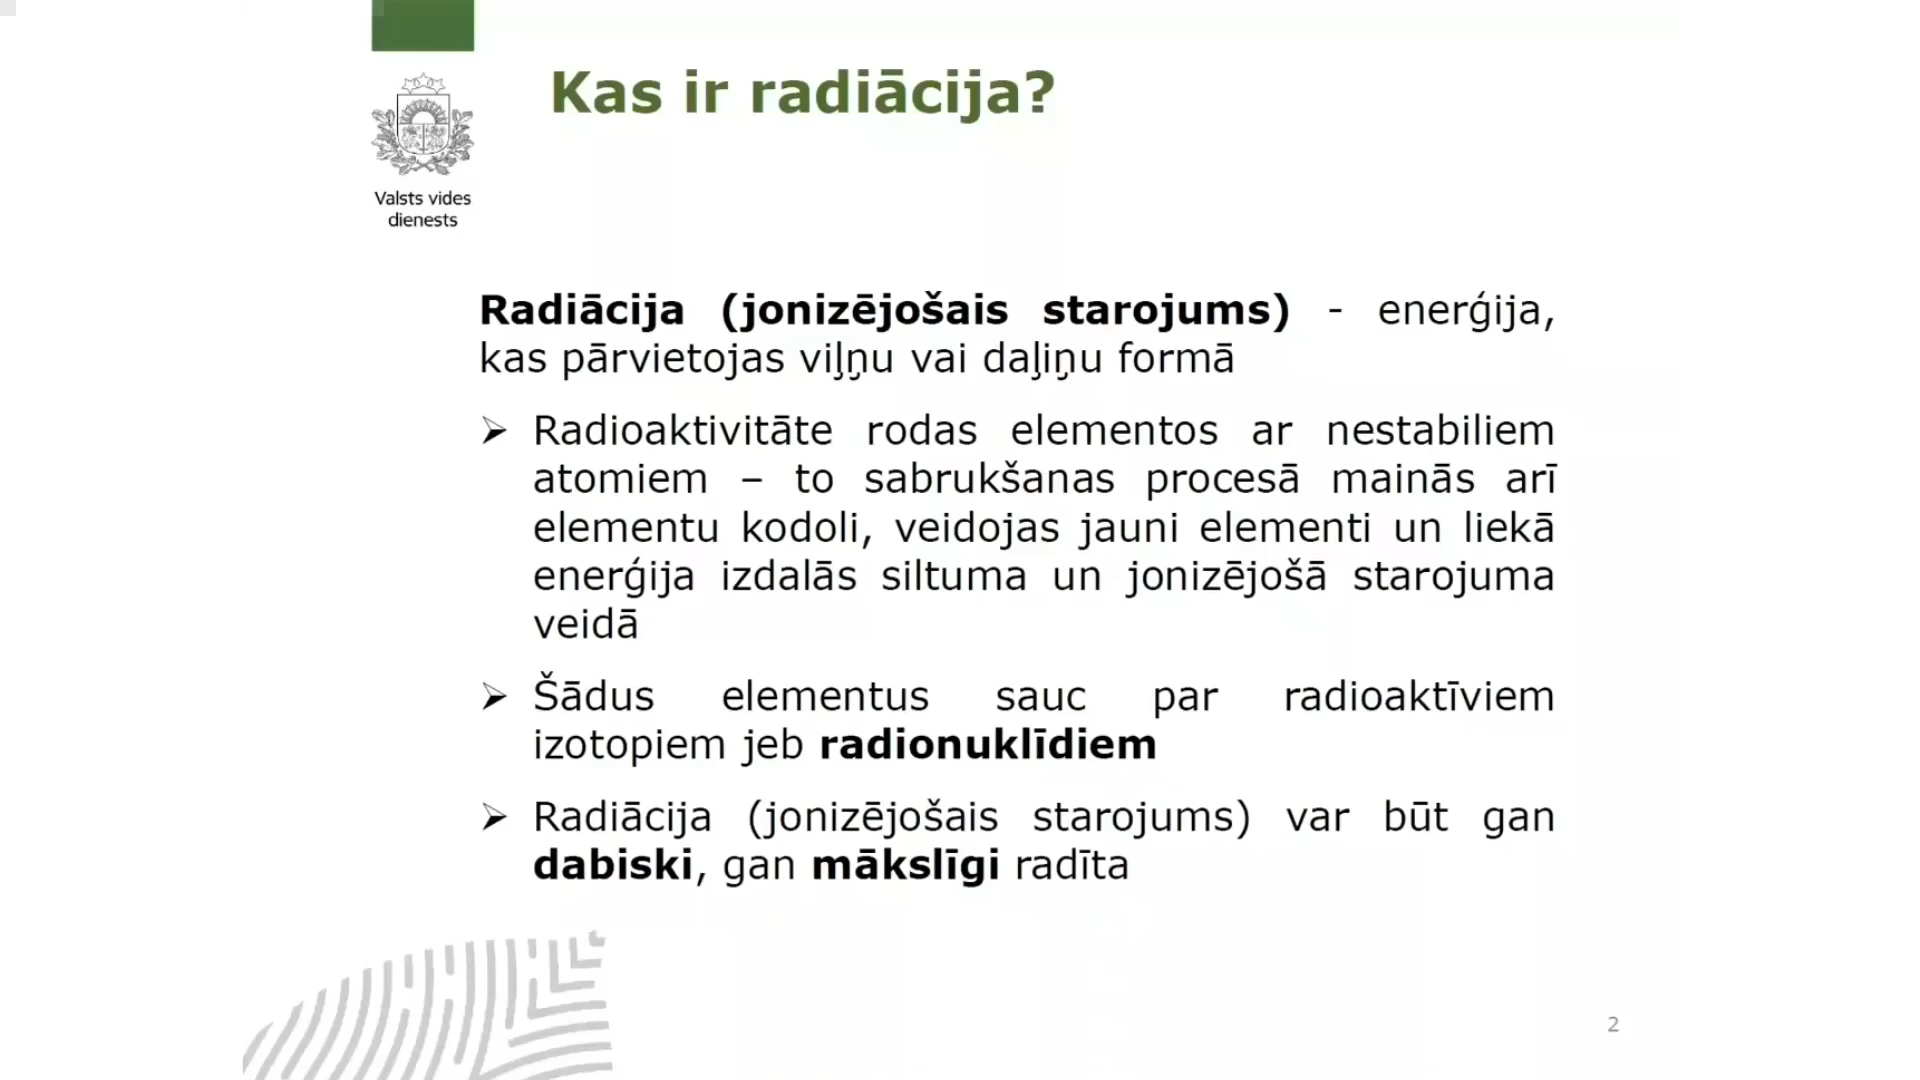 Kas ir radiācija?
Valsts vides
dienests
Radiācija (jonizējošais starojums) - enerģija,
kas pārvietojas viļņu vai daļiņu formā
➢ Radioaktivitāte rodas elementos ar nestabiliem
atomiem – to sabrukšanas procesā mainās arī
elementu kodoli, veidojas jauni elementi un liekā
enerģija izdalās siltuma un jonizējošā starojuma
veidā
➢ Šādus elementus sauc par radioaktīviem
izotopiem jeb radionuklīdiem
➢ Radiācija (jonizējošais starojums) var būt gan
dabiski, gan mākslīgi radīta
2